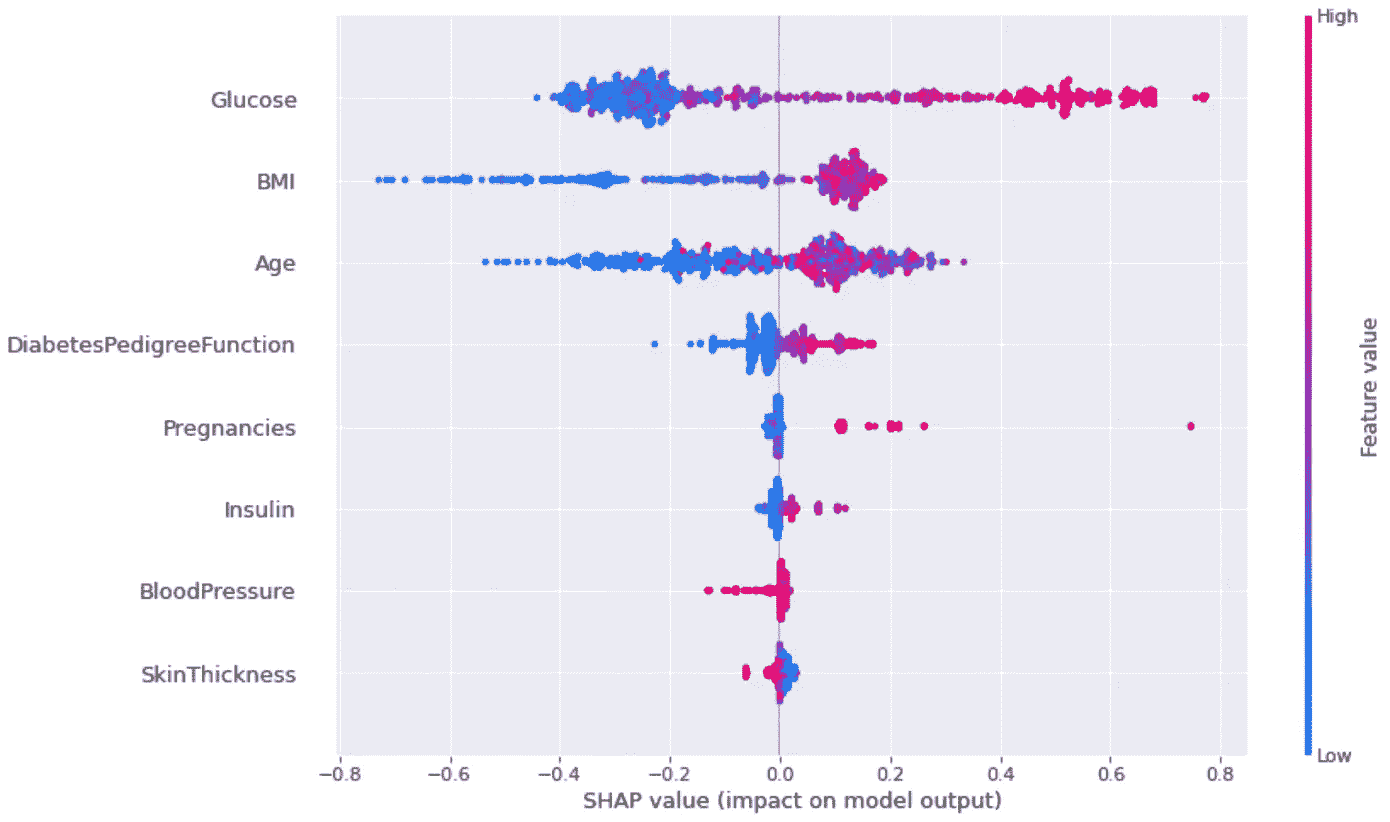 High
Glucose
BMI
Age
DiabetesPedigreeFunction
Pregnancies
Insulin
BloodPressure
SkinThickness
Feature value
Low
−0.8 −0.6 −0.4 −0.2 0.0 0.2 0.4 0.6 0.8
SHAP value (impact on model output)